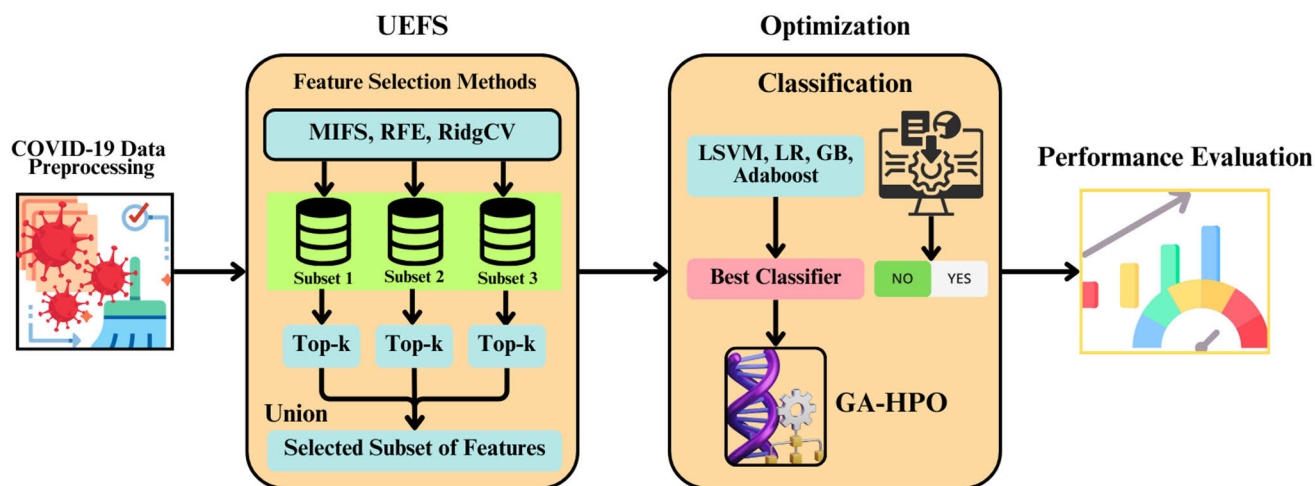 UEFS
Optimization
COVID-19 Data
Preprocessing
Feature Selection Methods
MIFS, RFE, RidgCV
Subset 1
Subset 2
Subset 3
Top-k
Top-k
Top-k
Union
Selected Subset of Features
Classification
LSVM, LR, GB,
Adaboost
Best Classifier
NO
YES
GA-HPO
Performance Evaluation